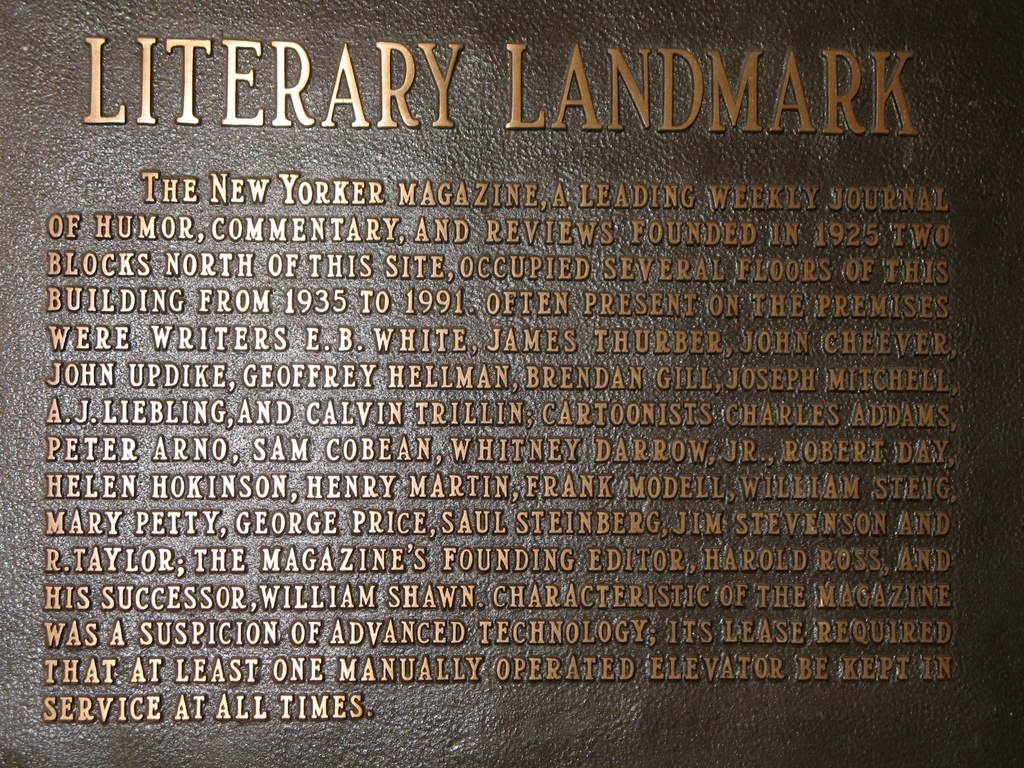 LITERARY LANDMARK
THE NEW YORKER MAGAZINE, A LEADING WEEKLY JOURNAL
OF HUMOR, COMMENTARY, AND REVIEWS FOUNDED IN 1925 TWO
BLOCKS NORTH OF THIS SITE, OCCUPIED SEVERAL FLOORS OF THIS
BUILDING FROM 1935 TO 1991. OFTEN PRESENT ON THE PREMISES
WERE WRITERS E.B. WHITE, JAMES THURBER, JOHN CHEEVER,
JOHN UPDIKE, GEOFFREY HELLMAN, BRENDAN GILL, JOSEPH MITCHELL,
A.J. LIEBLING, AND CALVIN TRILLIN; CARTOONISTS CHARLES ADDAMS,
PETER ARNO, SAM COBEAN, WHITNEY DARROW, JR., ROBERT DAY,
HELEN HOKINSON, HENRY MARTIN, FRANK MODELL, WILLIAM STEIG,
MARY PETTY, GEORGE PRICE, SAUL STEINBERG, JIM STEVENSON AND
R. TAYLOR; THE MAGAZINE'S FOUNDING EDITOR, HAROLD ROSS, AND
HIS SUCCESSOR, WILLIAM SHAWN. CHARACTERISTIC OF THE MAGAZINE
WAS A SUSPICION OF ADVANCED TECHNOLOGY; ITS LEASE REQUIRED
THAT AT LEAST ONE MANUALLY OPERATED ELEVATOR BE KEPT IN
SERVICE AT ALL TIMES.